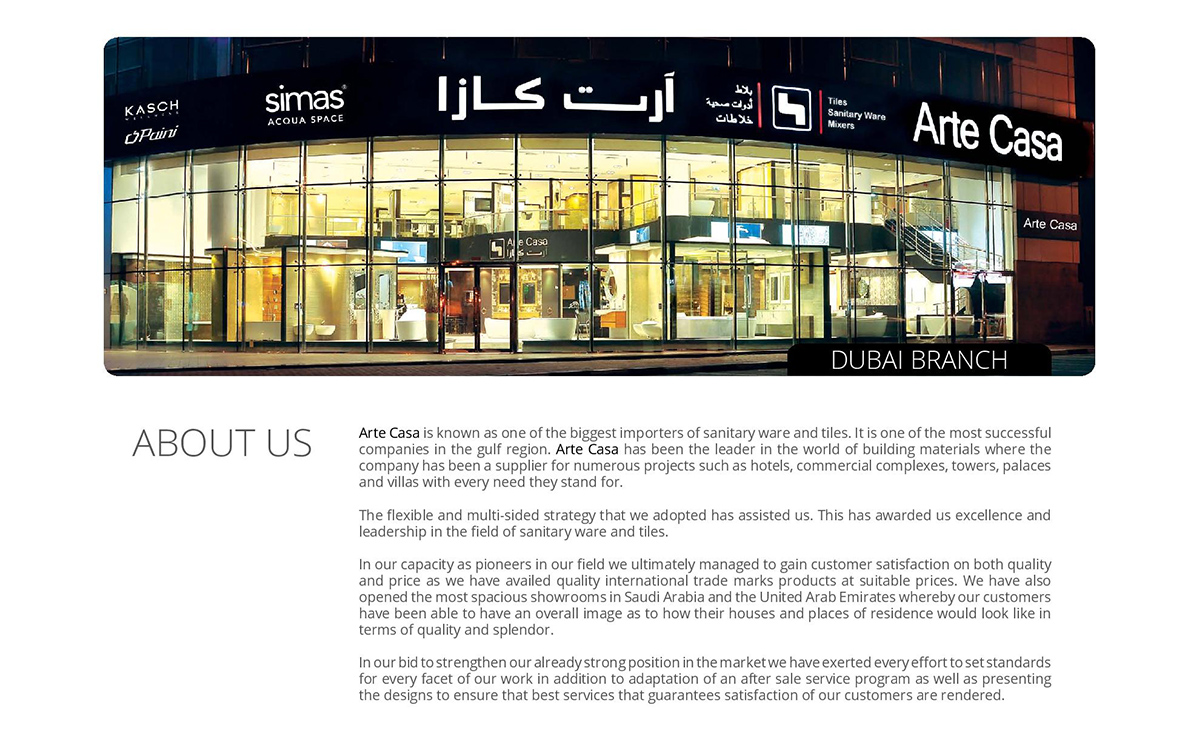 KASCH
Paini
simas®
ACQUA SPACE
آرت كـازا
بلاط
أدوات صحية
خلاطات
Tiles
Sanitary Ware
Mixers
Arte Casa
Arte Casa
Arte Casa
آرت كازا
DUBAI BRANCH
ABOUT US
Arte Casa is known as one of the biggest importers of sanitary ware and tiles. It is one of the most successful
companies in the gulf region. Arte Casa has been the leader in the world of building materials where the
company has been a supplier for numerous projects such as hotels, commercial complexes, towers, palaces
and villas with every need they stand for.
The flexible and multi-sided strategy that we adopted has assisted us. This has awarded us excellence and
leadership in the field of sanitary ware and tiles.
In our capacity as pioneers in our field we ultimately managed to gain customer satisfaction on both quality
and price as we have availed quality international trade marks products at suitable prices. We have also
opened the most spacious showrooms in Saudi Arabia and the United Arab Emirates whereby our customers
have been able to have an overall image as to how their houses and places of residence would look like in
terms of quality and splendor.
In our bid to strengthen our already strong position in the market we have exerted every effort to set standards
for every facet of our work in addition to adaptation of an after sale service program as well as presenting
the designs to ensure that best services that guarantees satisfaction of our customers are rendered.